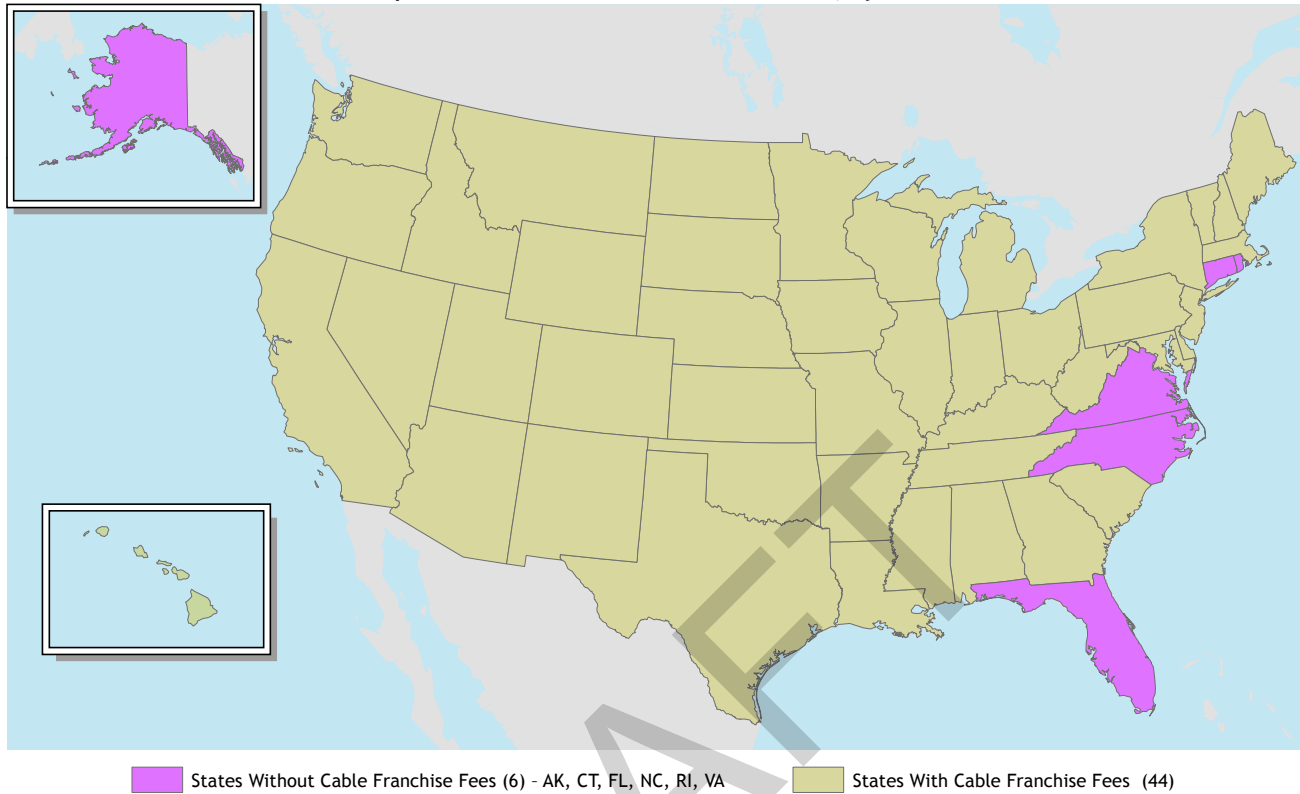 States Without Cable Franchise Fees (6) - AK, CT, FL, NC, RI, VA
States With Cable Franchise Fees (44)